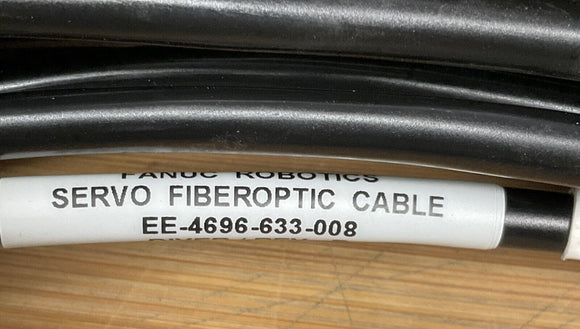 FANUC ROBOTICS
SERVO FIBEROPTIC CABLE
EE-4696-633-008